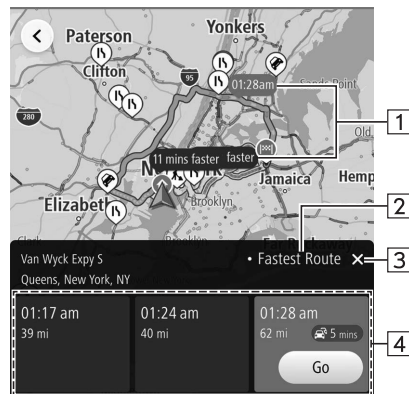 Yonkers
Paterson
Clifton
95
01:28am
Sands Point
280
1
Old
11 mins faster faster
Jamaica
Hemp
Elizabeth
Brooklyn
2
Van Wyck Expy S
• Fastest Route ×
3
Queens, New York, NY
01:17 am
01:24 am
01:28 am
39 mi
40 mi
62 mi
5 mins
4
Go